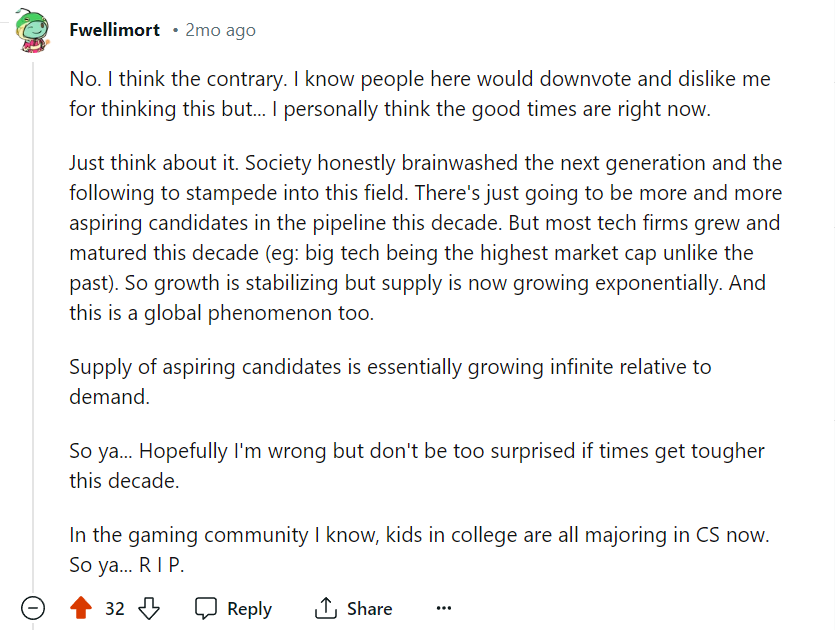 Fwellimort • 2mo ago
No. I think the contrary. I know people here would downvote and dislike me
for thinking this but... I personally think the good times are right now.
Just think about it. Society honestly brainwashed the next generation and the
following to stampede into this field. There's just going to be more and more
aspiring candidates in the pipeline this decade. But most tech firms grew and
matured this decade (eg: big tech being the highest market cap unlike the
past). So growth is stabilizing but supply is now growing exponentially. And
this is a global phenomenon too.
Supply of aspiring candidates is essentially growing infinite relative to
demand.
So ya... Hopefully I'm wrong but don't be too surprised if times get tougher
this decade.
In the gaming community I know, kids in college are all majoring in CS now.
So ya... R I P.
32 Reply Share ...